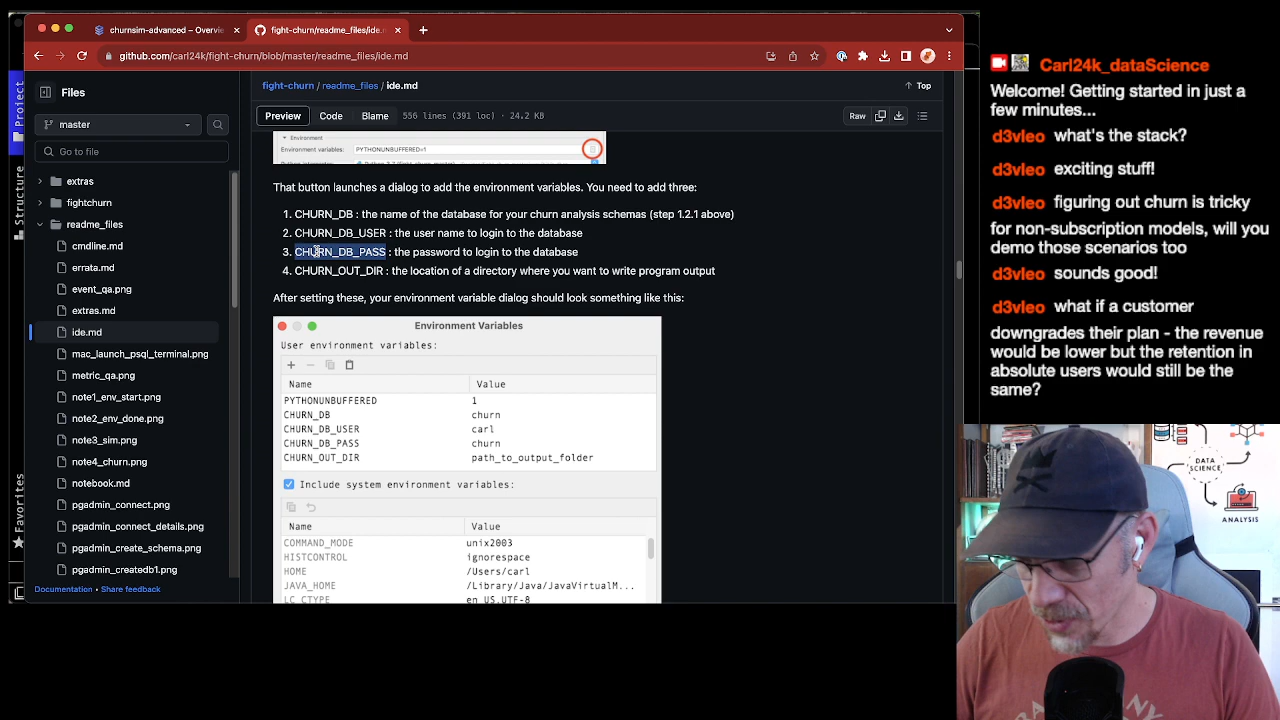 churnsim-advanced – Overvie
fight-churn/readme_files/ide.r
github.com/carl24k/fight-churn/blob/master/readme_files/ide.md
Project
Structure
Favorites
Files
master
Go to file
extras
fightchurn
readme_files
cmdline.md
errata.md
event_qa.png
extras.md
ide.md
mac_launch_psql_terminal.png
metric_qa.png
note1_env_start.png
note2_env_done.png
note3_sim.png
note4_churn.png
notebook.md
pgadmin_connect.png
pgadmin_connect_details.png
pgadmin_create_schema.png
pgadmin_createdb1.png
Documentation • Share feedback
fight-churn / readme_files / ide.md
Top
Preview Code Blame 556 lines (391 loc) · 24.2 KB
Raw
Environment
Environment variables: PYTHONUNBUFFERED=1
That button launches a dialog to add the environment variables. You need to add three:
1. CHURN_DB : the name of the database for your churn analysis schemas (step 1.2.1 above)
2. CHURN_DB_USER : the user name to login to the database
3. CHURN_DB_PASS : the password to login to the database
4. CHURN_OUT_DIR : the location of a directory where you want to write program output
After setting these, your environment variable dialog should look something like this:
Environment Variables
User environment variables:
Name Value
PYTHONUNBUFFERED 1
CHURN_DB churn
CHURN_DB_USER carl
CHURN_DB_PASS churn
CHURN_OUT_DIR path_to_output_folder
Include system environment variables:
Name Value
COMMAND_MODE unix2003
HISTCONTROL ignorespace
HOME /Users/carl
JAVA_HOME /Library/Java/JavaVirtualM...
LC_CTYPE en_US.UTF-8
Carl24k_dataScience
Welcome! Getting started in just a
few minutes...
d3vleo what's the stack?
d3vleo exciting stuff!
d3vleo figuring out churn is tricky
for non-subscription models, will you
demo those scenarios too
d3vleo sounds good!
d3vleo what if a customer
downgrades their plan - the revenue
would be lower but the retention in
absolute users would still be the
same?
DATA
SCIENCE
ANALYSIS